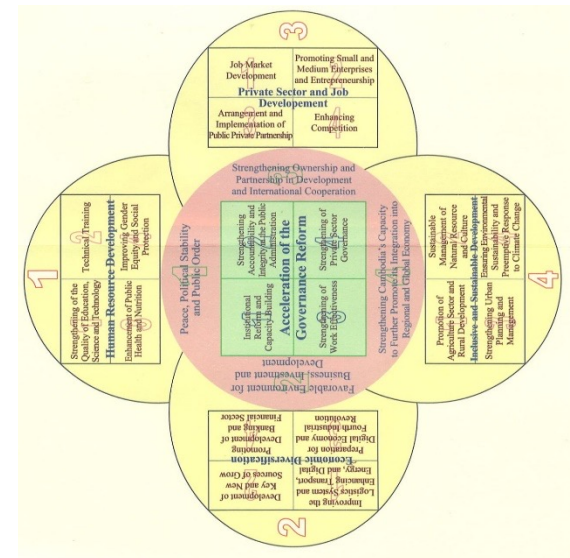 3
Job Market
Development
Promoting Small and
Medium Enterprises
and Entrepreneurship
Private Sector and Job
Developement
Arrangement and
Implementation of
Public Private Partnership
Enhancing
Competition
Strengthening Ownership and
Partnership in Development
and International Cooperation
1
Technical Training
Improving Gender
Equity and Social
Protection
Human Resource Development
Strengthening of the
Quality of Education,
Science and Technology
Enhancement of Public
Health and Nutrition
Peace, Political Stability
and Public Order
Strengthening
Accountability and
Integrity of the Public
Administration
Strengthening of
Private Sector
Governance
Acceleration of the
Governance Reform
Institutional
Reform and
Capacity Building
Strengthening of
Work Effectiveness
Strengthening Cambodia's Capacity
to Further Promote its Integration into
Regional and Global Economy
4
Sustainable
Management of
Natural Resource
and Culture
Ensuring Environmental
Sustainability and
Preemptive Response
to Climate Change
Inclusive and Sustainable Development
Promotion of
Agriculture Sector and
Rural Development
Strengthening Urban
Planning and
Management
Favorable Environment for
Business, Investment and
Development
Promoting
Development of
Banking and
Financial Sector
Preparation for
Digital Economy and
Fourth Industrial
Revolution
Economic Diversification
Development of
Key and New
Sources of Grow
Improving the
Logistics and System and
Enhancing Transport,
Energy, and Digital
2